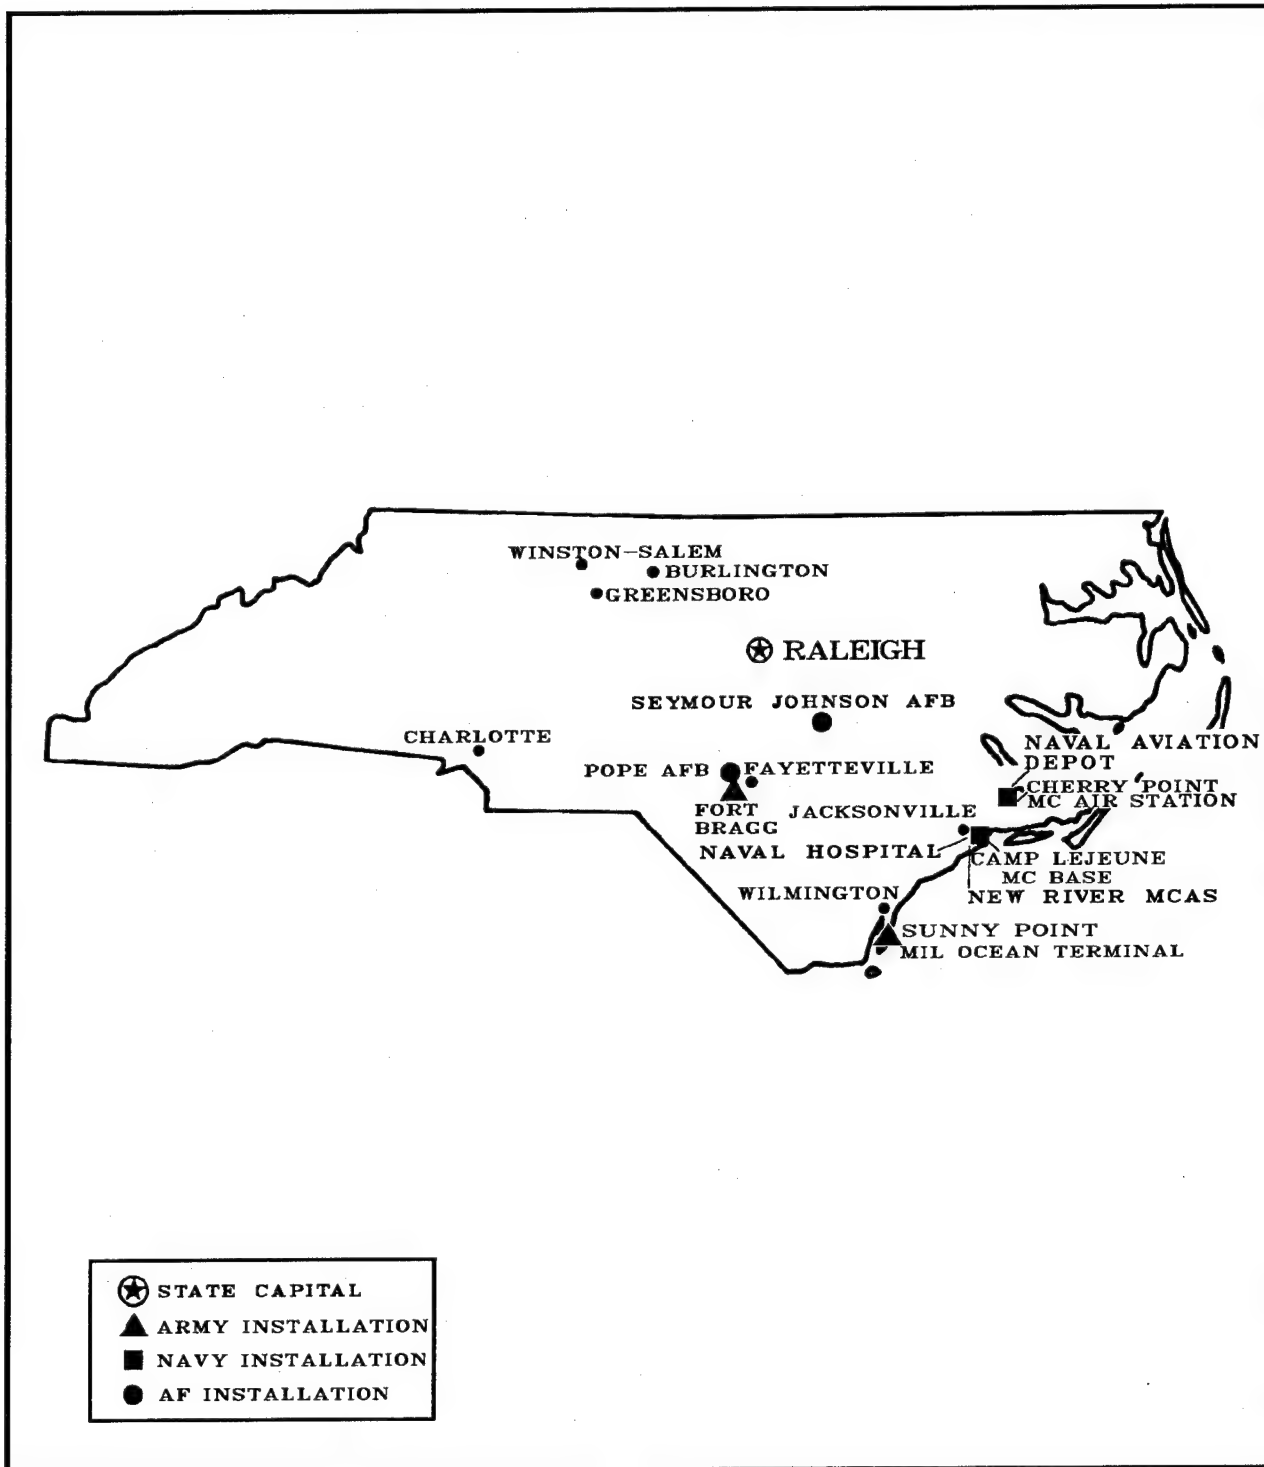 WINSTON-SALEM
BURLINGTON
GREENSBORO
RALEIGH
SEYMOUR JOHNSON AFB
CHARLOTTE
NAVAL AVIATION
DEPOT
POPE AFB
FAYETTEVILLE
CHERRY POINT
MC AIR STATION
FORT
BRAGG
JACKSONVILLE
NAVAL HOSPITAL
CAMP LEJEUNE
MC BASE
NEW RIVER MCAS
WILMINGTON
SUNNY POINT
MIL OCEAN TERMINAL
STATE CAPITAL
ARMY INSTALLATION
NAVY INSTALLATION
AF INSTALLATION